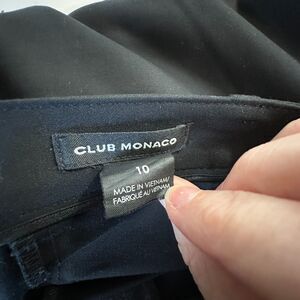 CLUB MONACO
10
MADE IN VIETNAM/
FABRIQUÉ AU VIETNAM